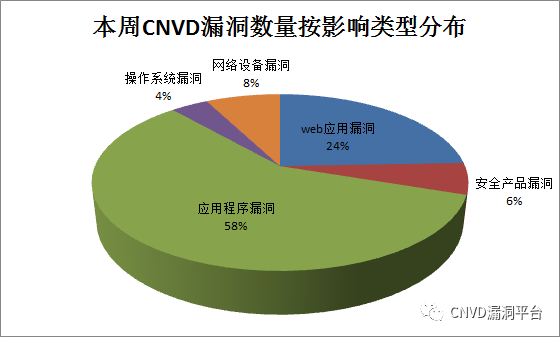 本周CNVD漏洞数量按影响类型分布
网络设备漏洞
8%
操作系统漏洞
4%
web应用漏洞
24%
安全产品漏洞
6%
应用程序漏洞
58%
CNVD漏洞平台